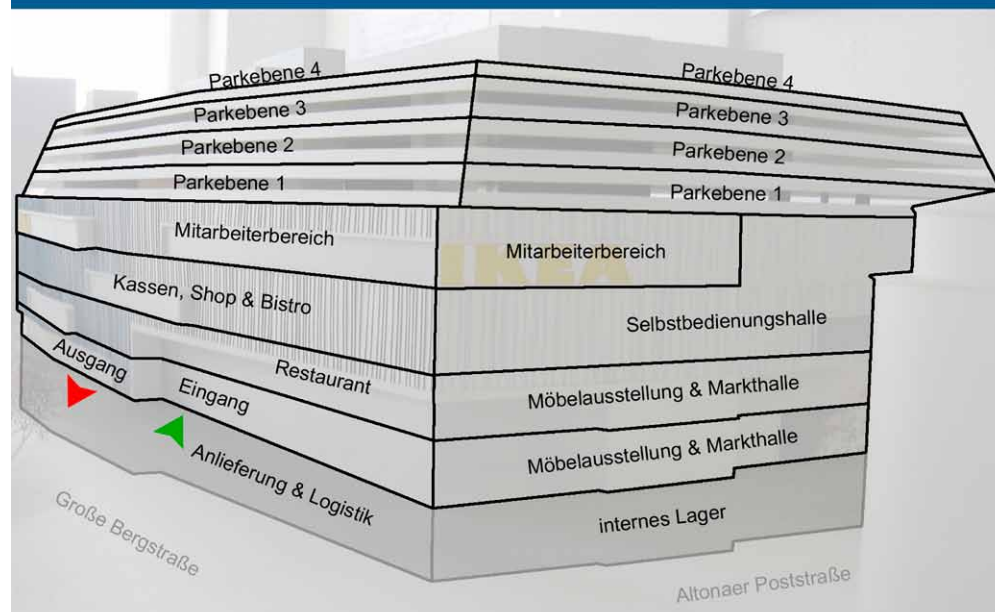 Parkebene 4
Parkebene 4
Parkebene 3
Parkebene 3
Parkebene 2
Parkebene 2
Parkebene 1
Parkebene 1
Mitarbeiterbereich
Mitarbeiterbereich
IKEA
Kassen, Shop & Bistro
Selbstbedienungshalle
Ausgang
Restaurant
Eingang
Möbelausstellung & Markthalle
Möbelausstellung & Markthalle
Anlieferung & Logistik
internes Lager
Große Bergstraße
Altonaer Poststraße